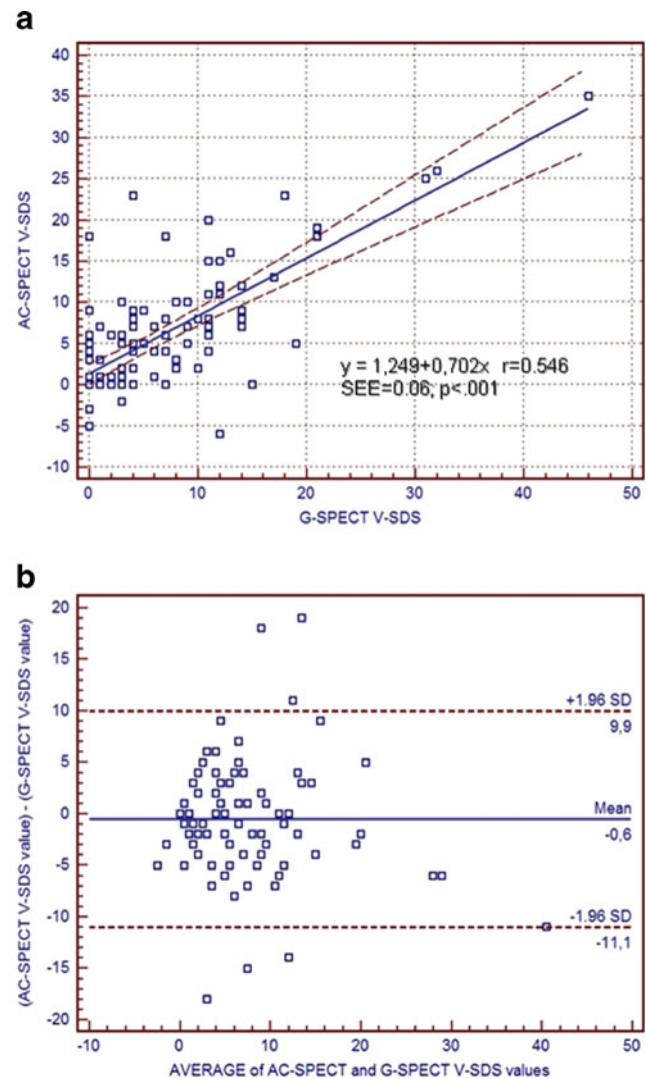 a
40
35
30
25
20
15
10
5
0
-5
-10
AC-SPECT V-SDS
y = 1,249+0,702x r=0.546
SEE=0.06; p<.001
0 10 20 30 40 50
G-SPECT V-SDS
b
20
15
10
5
0
-5
-10
-15
-20
(AC-SPECT V-SDS value) - (G-SPECT V-SDS value)
+1.96 SD
9,9
Mean
-0,6
-1.96 SD
-11,1
-10 0 10 20 30 40 50
AVERAGE of AC-SPECT and G-SPECT V-SDS values